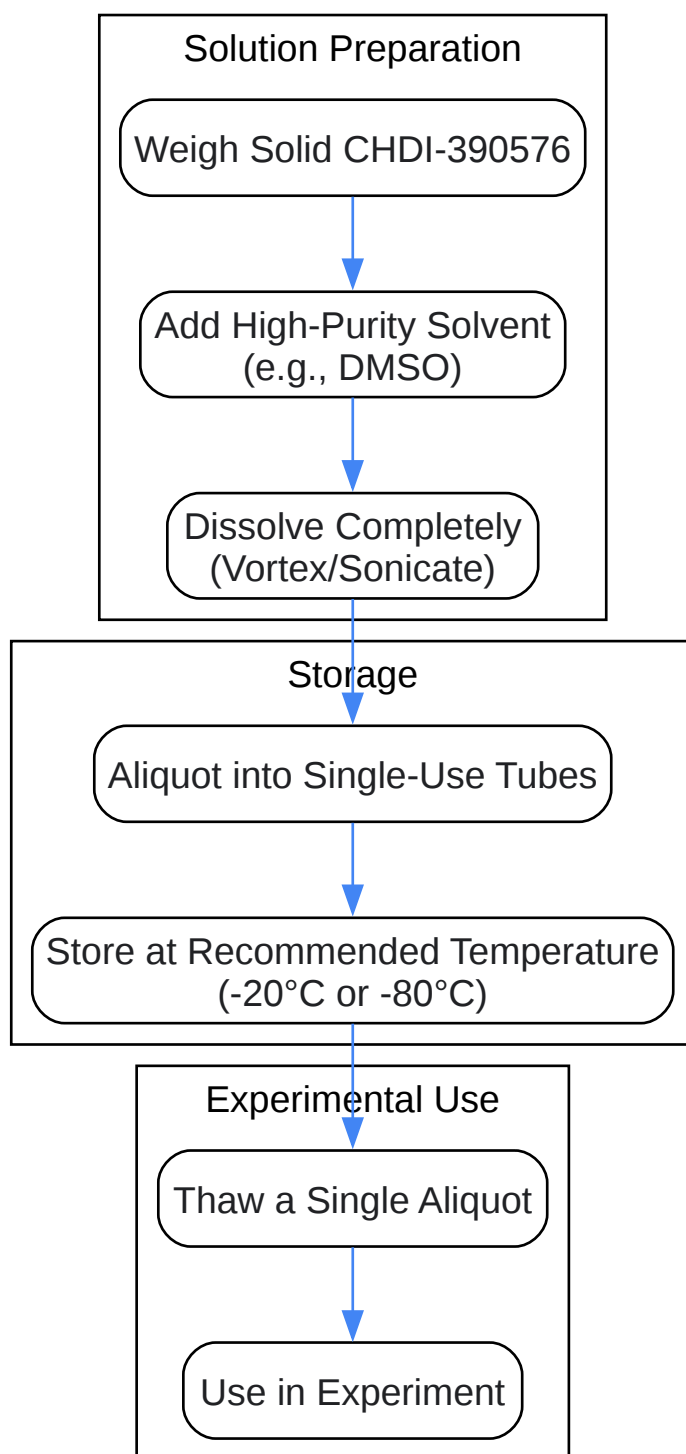 Solution Preparation
Weigh Solid CHDI-390576
Add High-Purity Solvent
(e.g., DMSO)
Dissolve Completely
(Vortex/Sonicate)
Storage
Aliquot into Single-Use Tubes
Store at Recommended Temperature
(-20°C or -80°C)
Experimental Use
Thaw a Single Aliquot
Use in Experiment